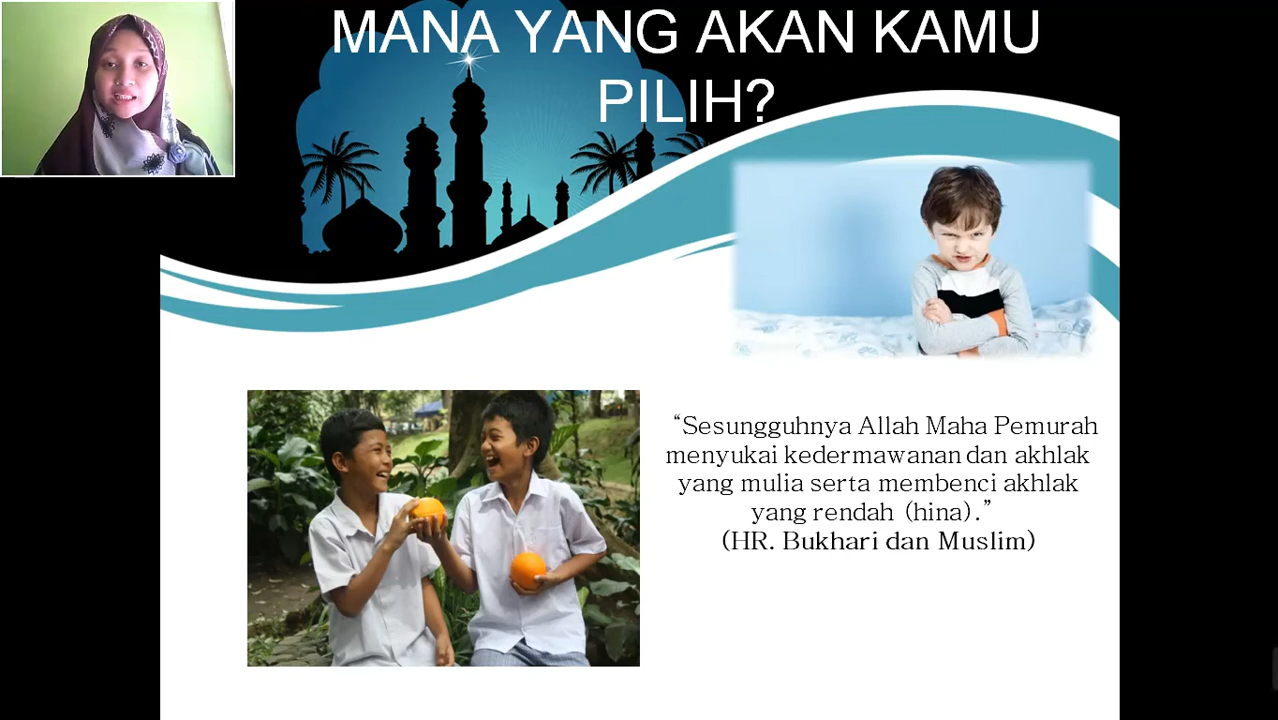 MANA YANG AKAN KAMU
PILIH?
“Sesungguhnya Allah Maha Pemurah
menyukai kedermawanan dan akhlak
yang mulia serta membenci akhlak
yang rendah (hina).”
(HR. Bukhari dan Muslim)